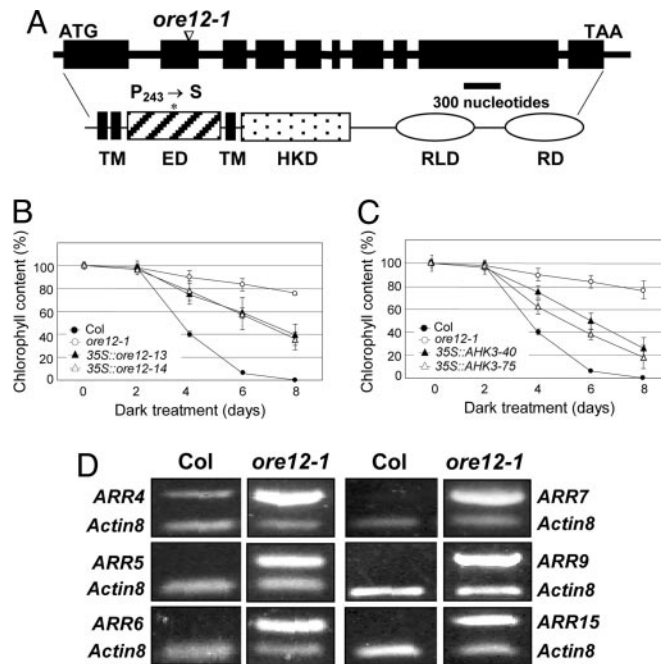 A
ore12-1
ATG
TAA
P243 → S
*
300 nucleotides
TM
ED
TM
HKD
RLD
RD
B
Chlorophyll content (%)
100
80
60
40
20
0
Col
ore12-1
35S::ore12-13
35S::ore12-14
0 2 4 6 8
Dark treatment (days)
C
Chlorophyll content (%)
100
80
60
40
20
0
Col
ore12-1
35S::AHK3-40
35S::AHK3-75
0 2 4 6 8
Dark treatment (days)
D
Col ore12-1 Col ore12-1
ARR4 ARR7
Actin8 Actin8
ARR5 ARR9
Actin8 Actin8
ARR6 ARR15
Actin8 Actin8